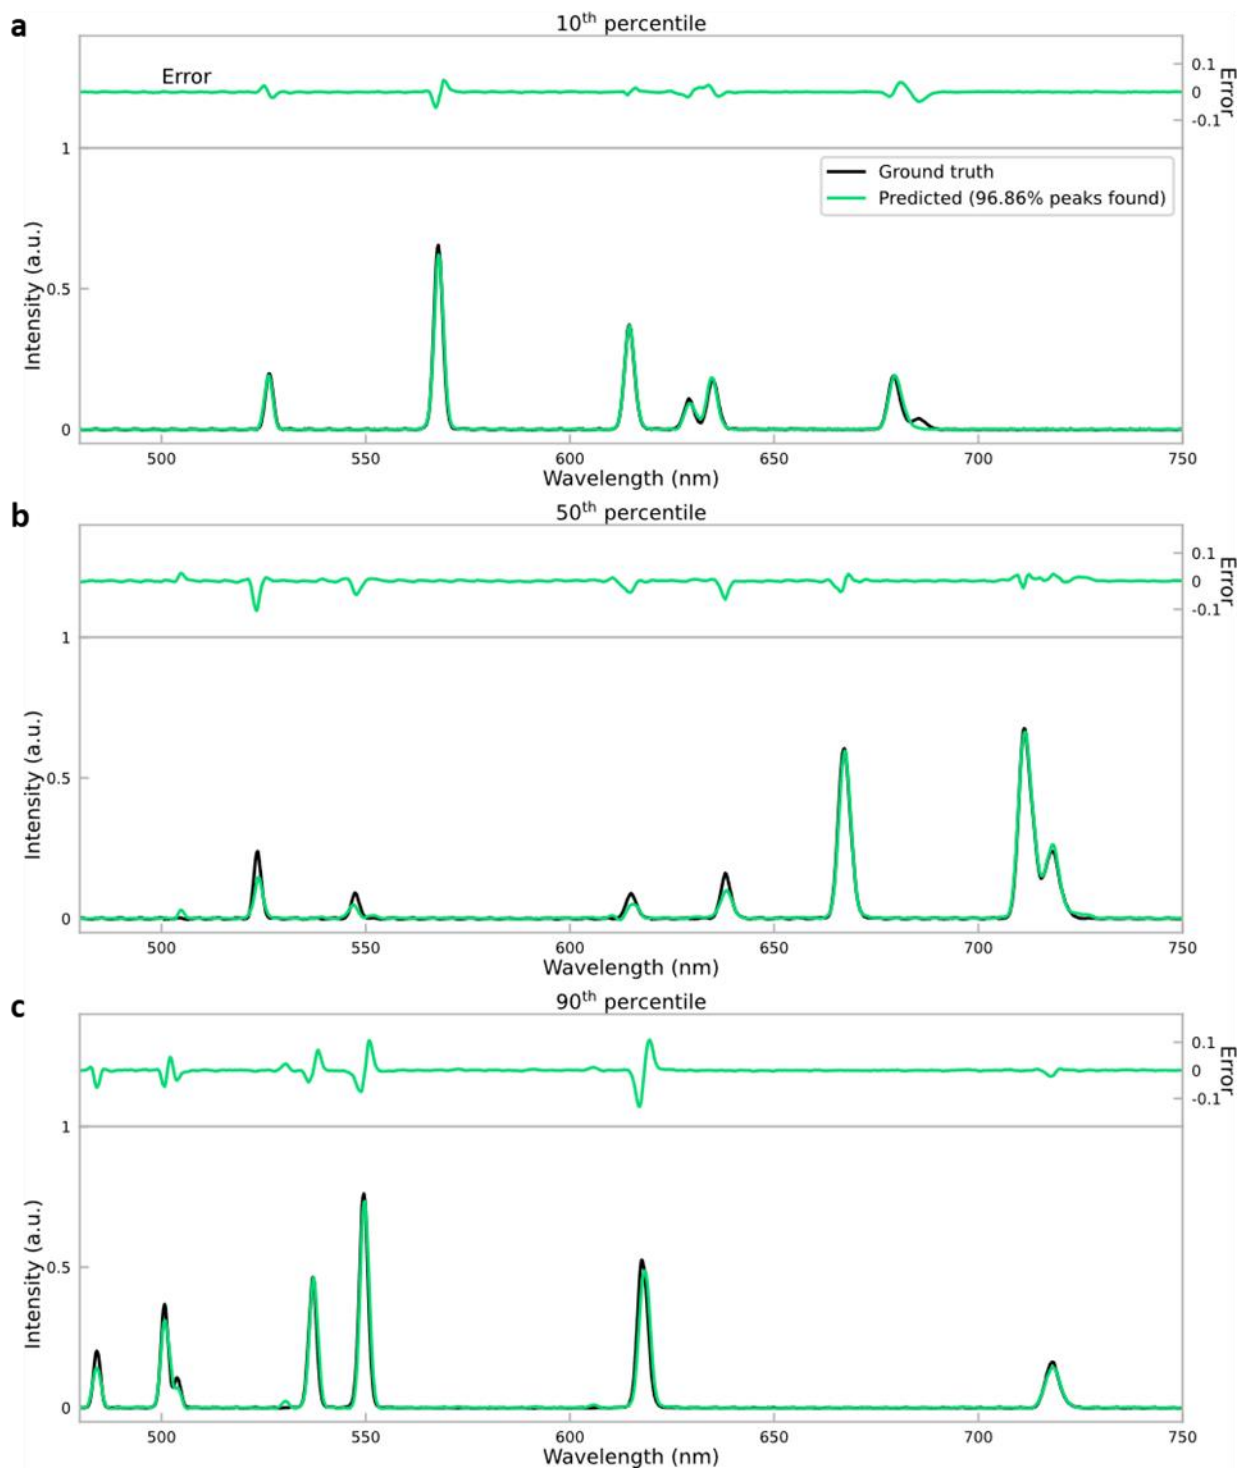 a
10th percentile
Error
0.1
0
-0.1
Error
1
Ground truth
Predicted (96.86% peaks found)
Intensity (a.u.)
0.5
0
500 550 600 650 700 750
Wavelength (nm)
b
50th percentile
0.1
0
-0.1
Error
1
Intensity (a.u.)
0.5
0
500 550 600 650 700 750
Wavelength (nm)
c
90th percentile
0.1
0
-0.1
Error
1
Intensity (a.u.)
0.5
0
500 550 600 650 700 750
Wavelength (nm)